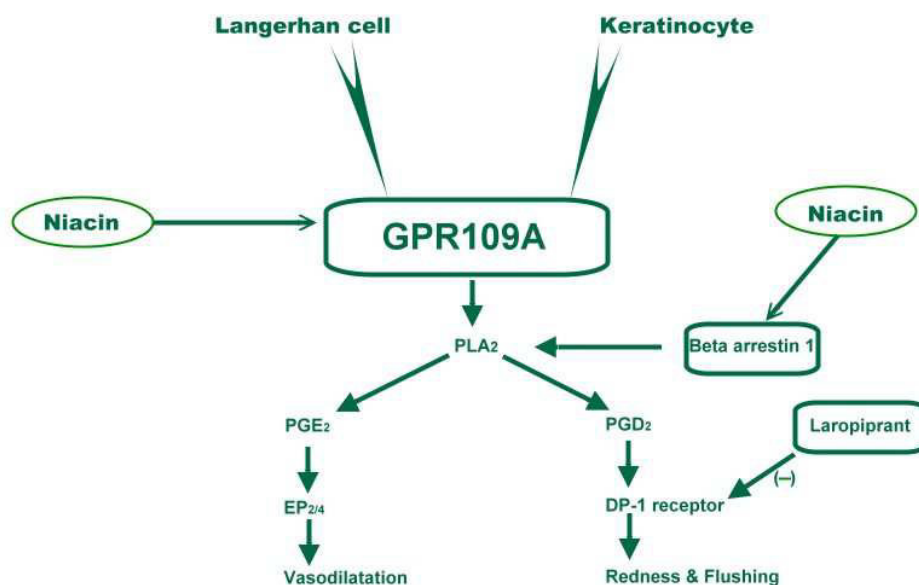 Langerhan cell
Keratinocyte
Niacin
GPR109A
Niacin
PLA2
Beta arrestin 1
PGE2
PGD2
Laropiprant
(–)
EP2/4
DP-1 receptor
Vasodilatation
Redness & Flushing